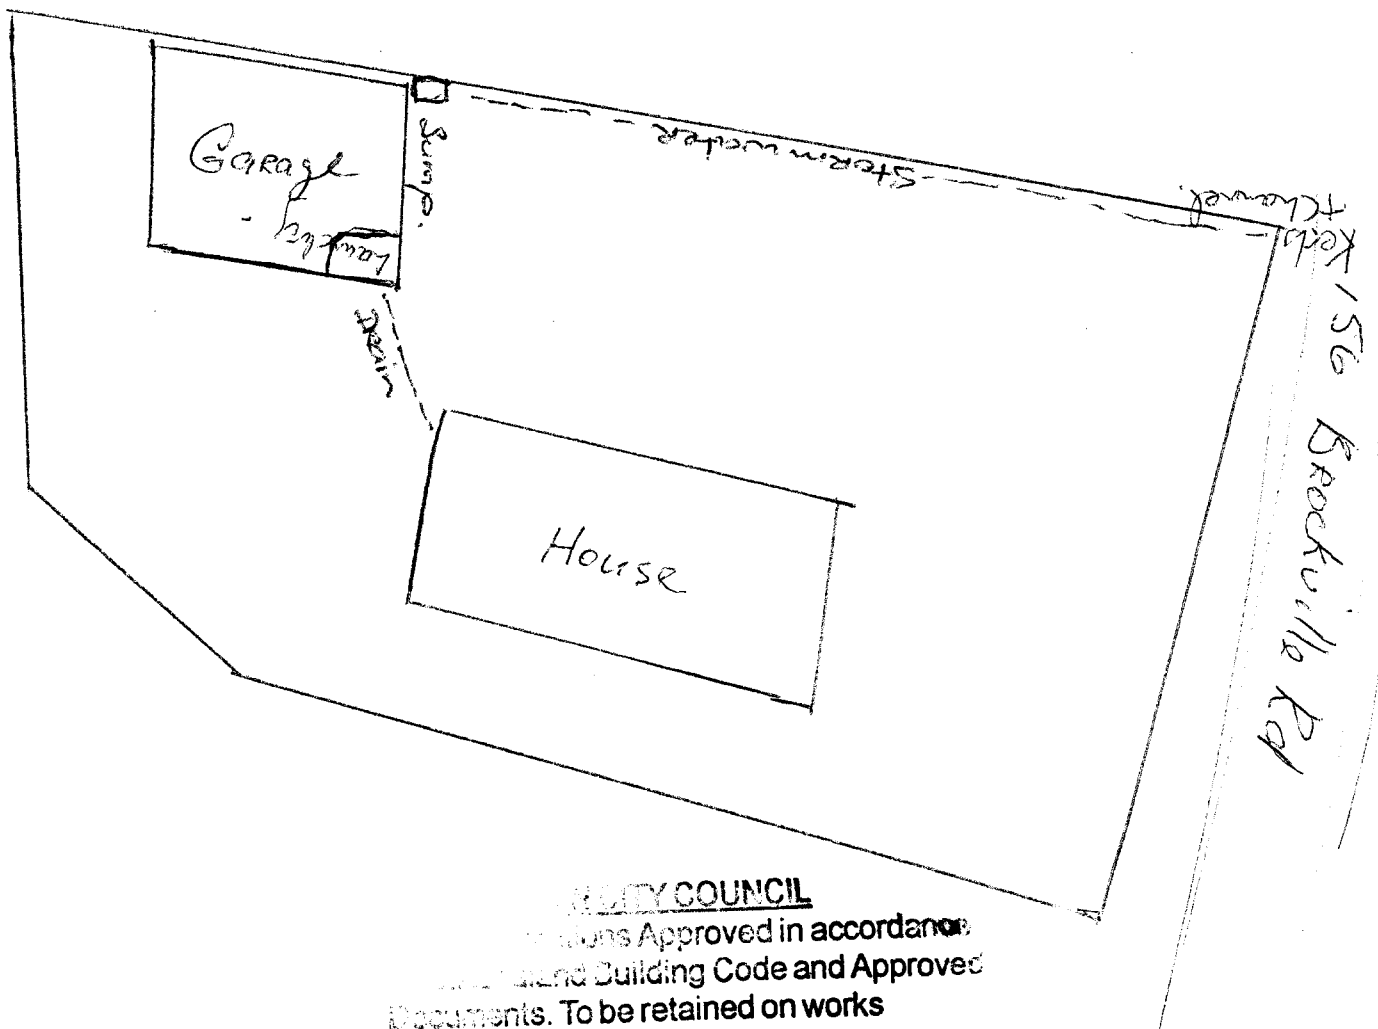 Garage
Laundry
Sump.
Stormwater
Kerb
+Channel.
156 Brockville Rd
Drain
House
CITY COUNCIL
Approved in accordance
Building Code and Approved
Documents. To be retained on works